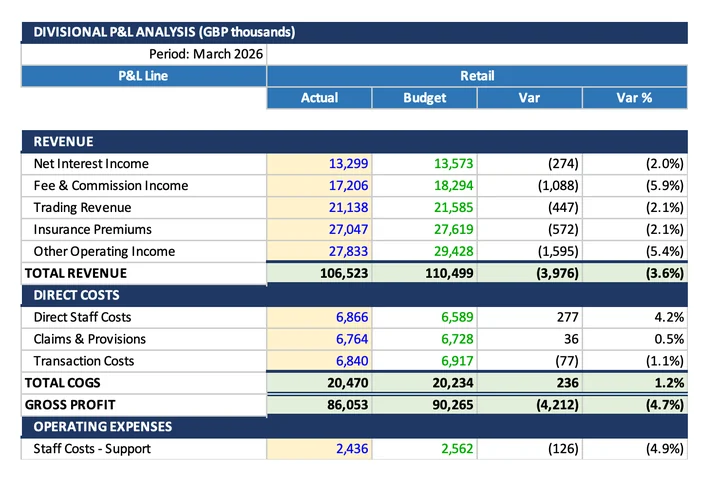 DIVISIONAL P&L ANALYSIS (GBP thousands)
Period: March 2026
P&L Line Retail
Actual Budget Var Var %
REVENUE
Net Interest Income 13,299 13,573 (274) (2.0%)
Fee & Commission Income 17,206 18,294 (1,088) (5.9%)
Trading Revenue 21,138 21,585 (447) (2.1%)
Insurance Premiums 27,047 27,619 (572) (2.1%)
Other Operating Income 27,833 29,428 (1,595) (5.4%)
TOTAL REVENUE 106,523 110,499 (3,976) (3.6%)
DIRECT COSTS
Direct Staff Costs 6,866 6,589 277 4.2%
Claims & Provisions 6,764 6,728 36 0.5%
Transaction Costs 6,840 6,917 (77) (1.1%)
TOTAL COGS 20,470 20,234 236 1.2%
GROSS PROFIT 86,053 90,265 (4,212) (4.7%)
OPERATING EXPENSES
Staff Costs - Support 2,436 2,562 (126) (4.9%)